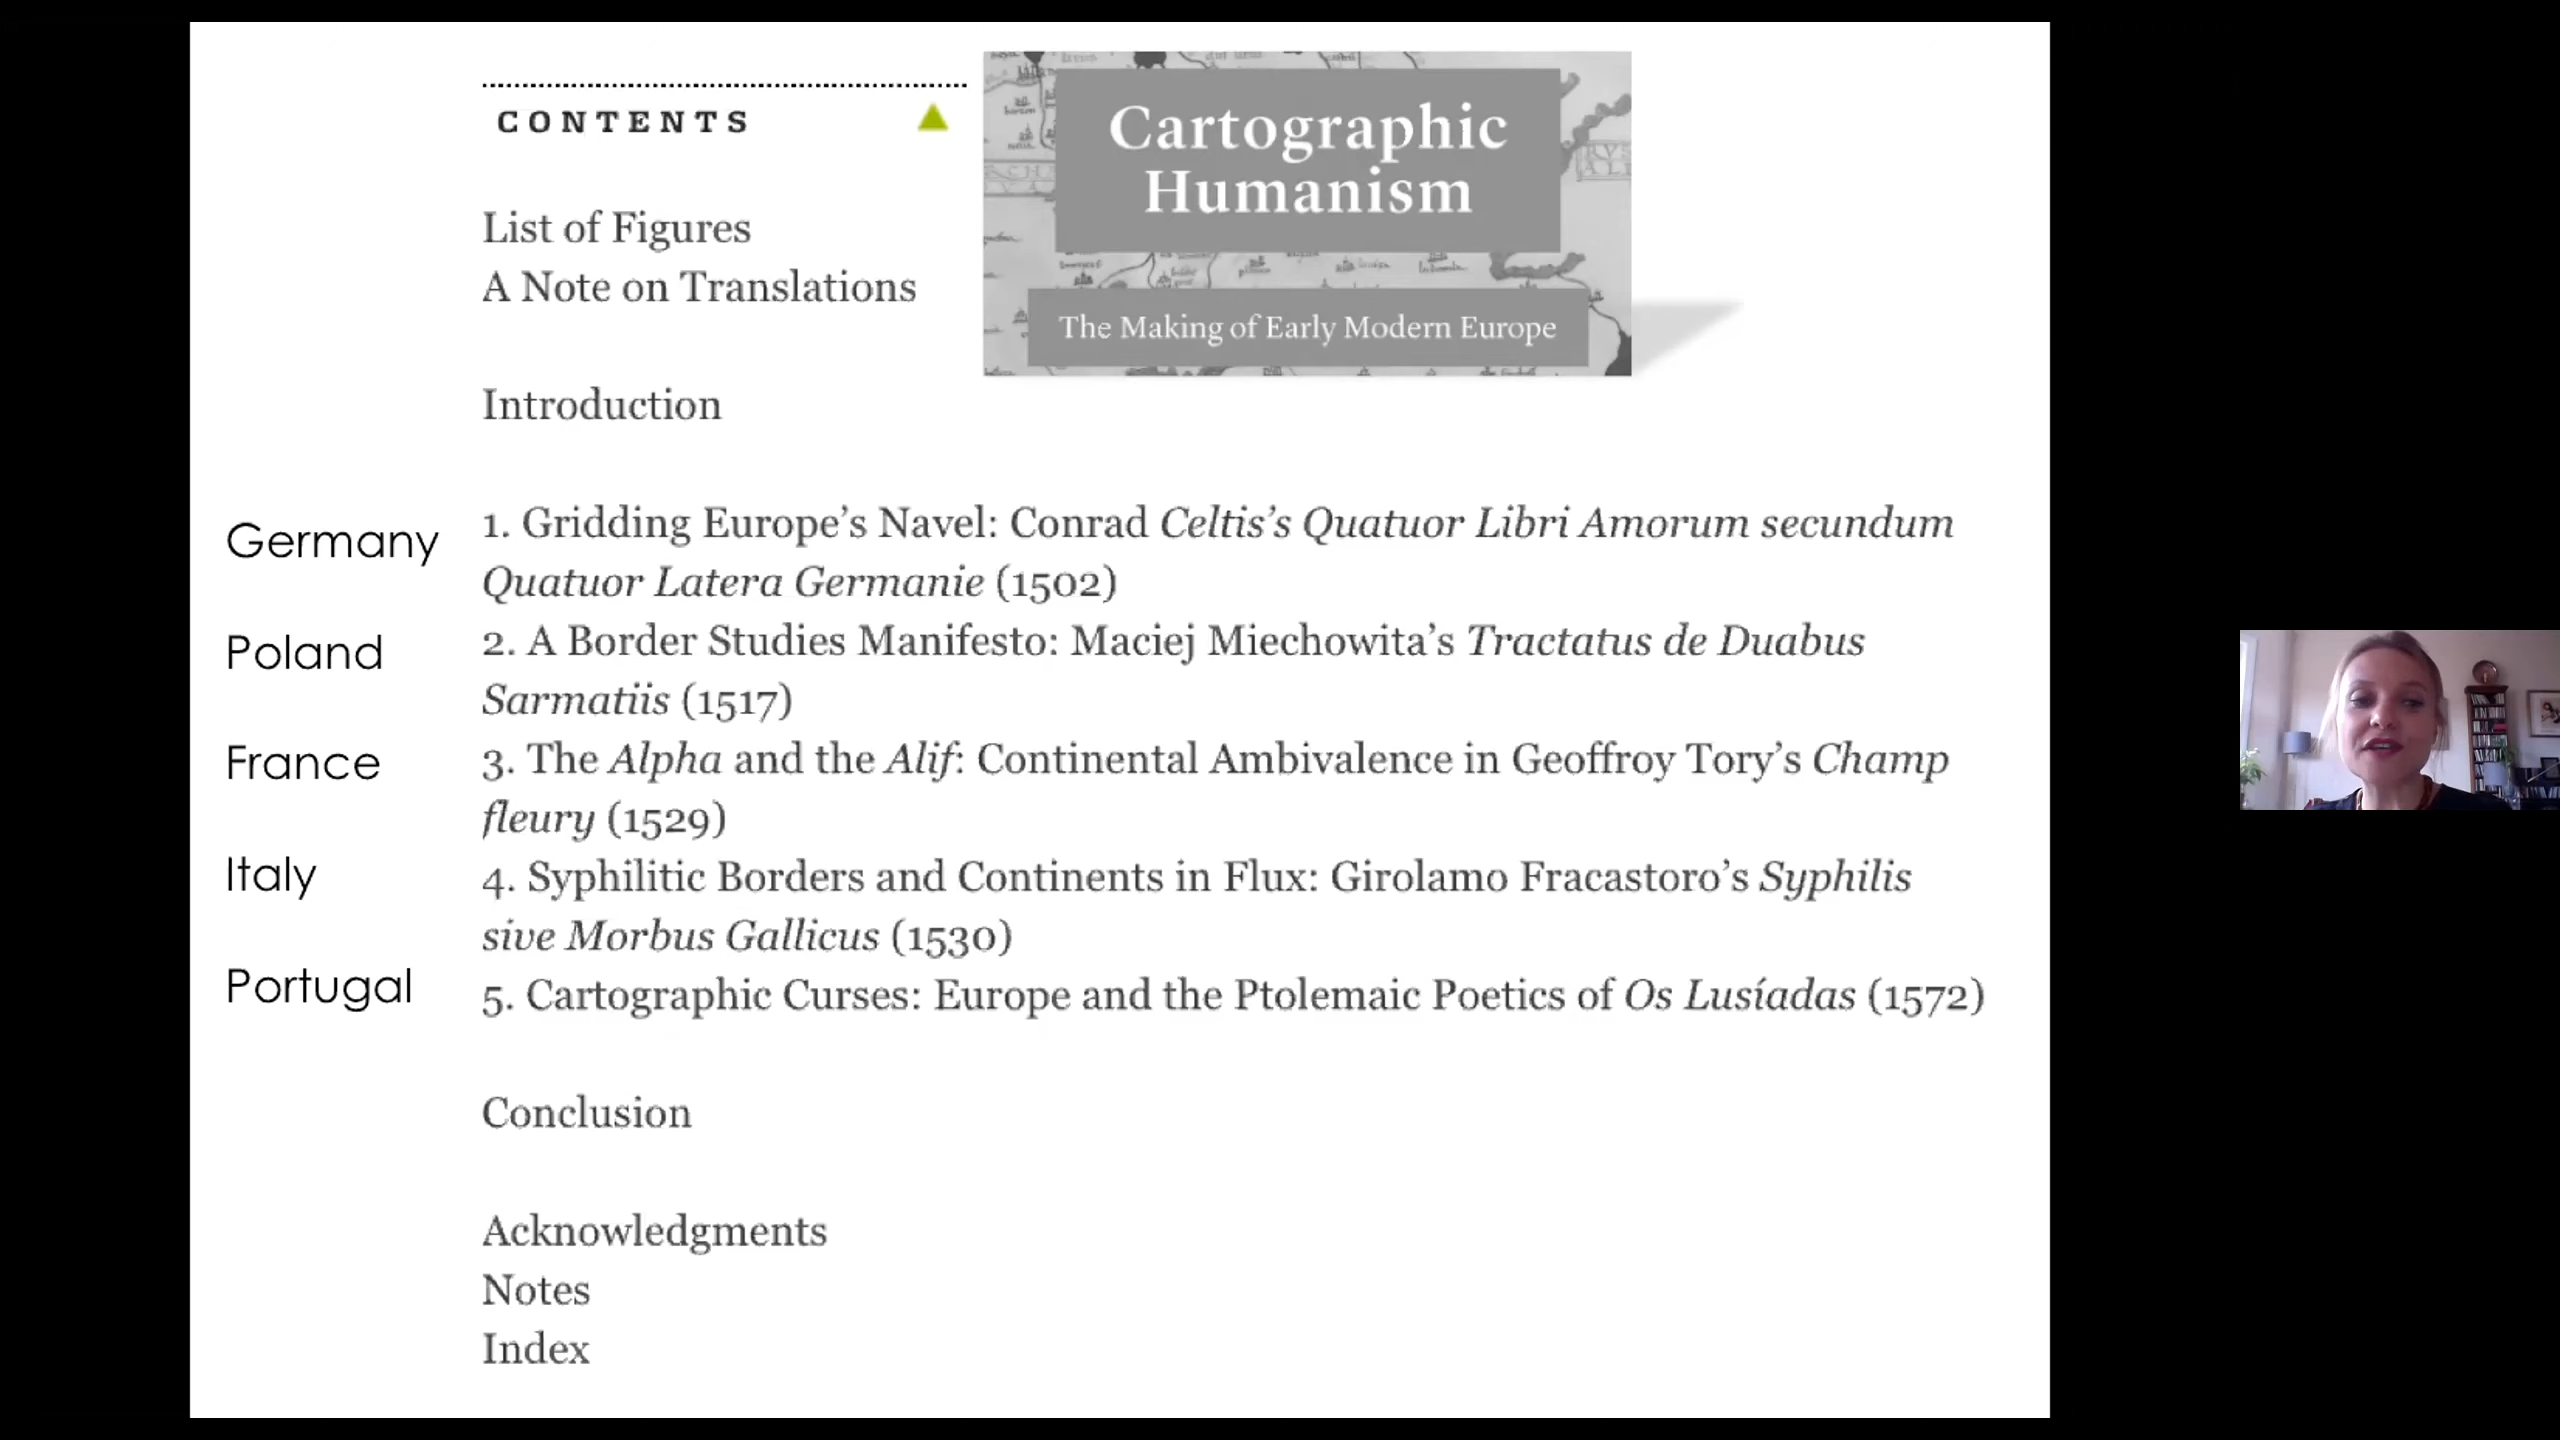 CONTENTS
Cartographic
Humanism
The Making of Early Modern Europe
List of Figures
A Note on Translations
Introduction
Germany
1. Gridding Europe’s Navel: Conrad Celtis’s Quatuor Libri Amorum secundum
Quatuor Latera Germanie (1502)
Poland
2. A Border Studies Manifesto: Maciej Miechowita’s Tractatus de Duabus
Sarmatiis (1517)
France
3. The Alpha and the Alif: Continental Ambivalence in Geoffroy Tory’s Champ
fleury (1529)
Italy
4. Syphilitic Borders and Continents in Flux: Girolamo Fracastoro’s Syphilis
sive Morbus Gallicus (1530)
Portugal
5. Cartographic Curses: Europe and the Ptolemaic Poetics of Os Lusíadas (1572)
Conclusion
Acknowledgments
Notes
Index